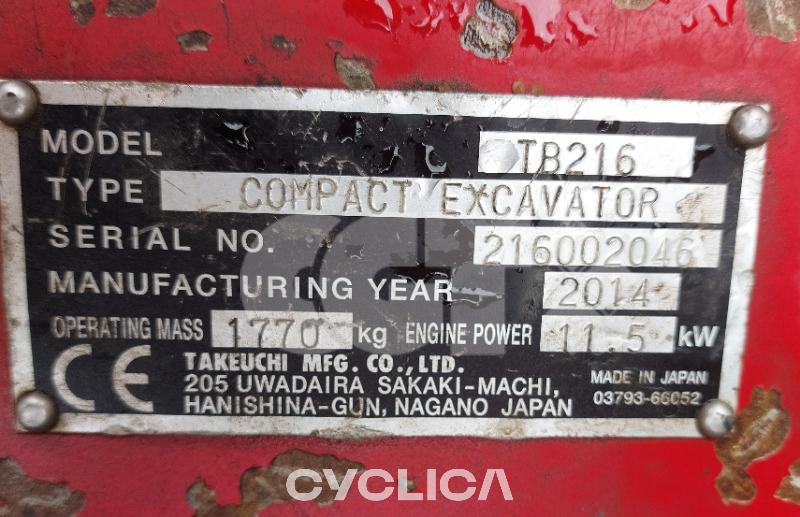 MODEL TB216
TYPE COMPACT EXCAVATOR
SERIAL NO. 216002046
MANUFACTURING YEAR 2014
OPERATING MASS 1770 kg ENGINE POWER 11.5 kW
CE TAKEUCHI MFG. CO., LTD.
205 UWADAIRA SAKAKI-MACHI, MADE IN JAPAN
HANISHINA-GUN, NAGANO JAPAN 03793-66052
CYCLICA